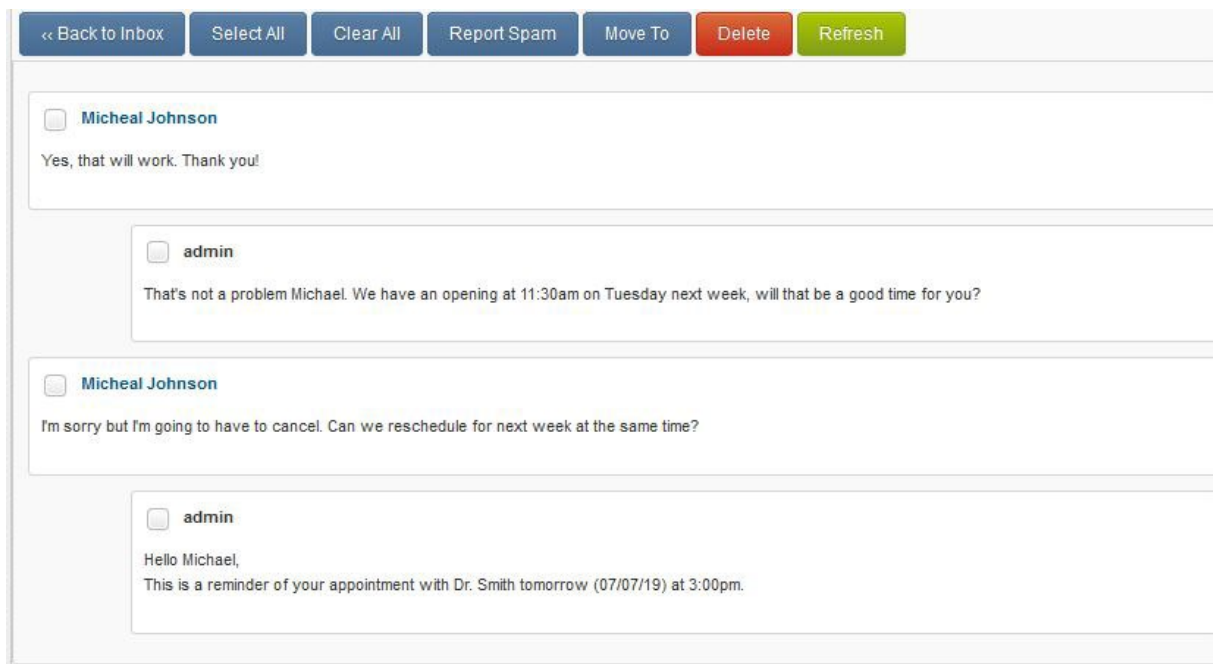 ‹‹ Back to Inbox Select All Clear All Report Spam Move To Delete Refresh
Micheal Johnson
Yes, that will work. Thank you!
admin
That's not a problem Michael. We have an opening at 11:30am on Tuesday next week, will that be a good time for you?
Micheal Johnson
I'm sorry but I'm going to have to cancel. Can we reschedule for next week at the same time?
admin
Hello Michael,
This is a reminder of your appointment with Dr. Smith tomorrow (07/07/19) at 3:00pm.